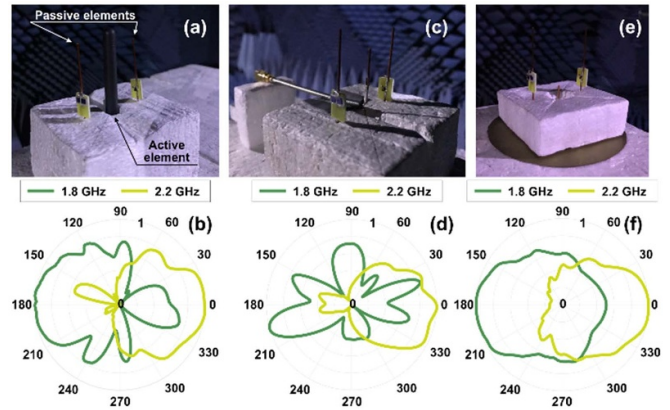 Passive elements
(a)
(c)
(e)
Active
element
1.8 GHz 2.2 GHz
1.8 GHz 2.2 GHz
1.8 GHz 2.2 GHz
(b)
90
120 1 60
150 30
180 0 0
210 330
240 300
270
(d)
90
120 1 60
150 30
180 0 0
210 330
240 300
270
(f)
90
120 1 60
150 30
180 0 0
210 330
240 300
270